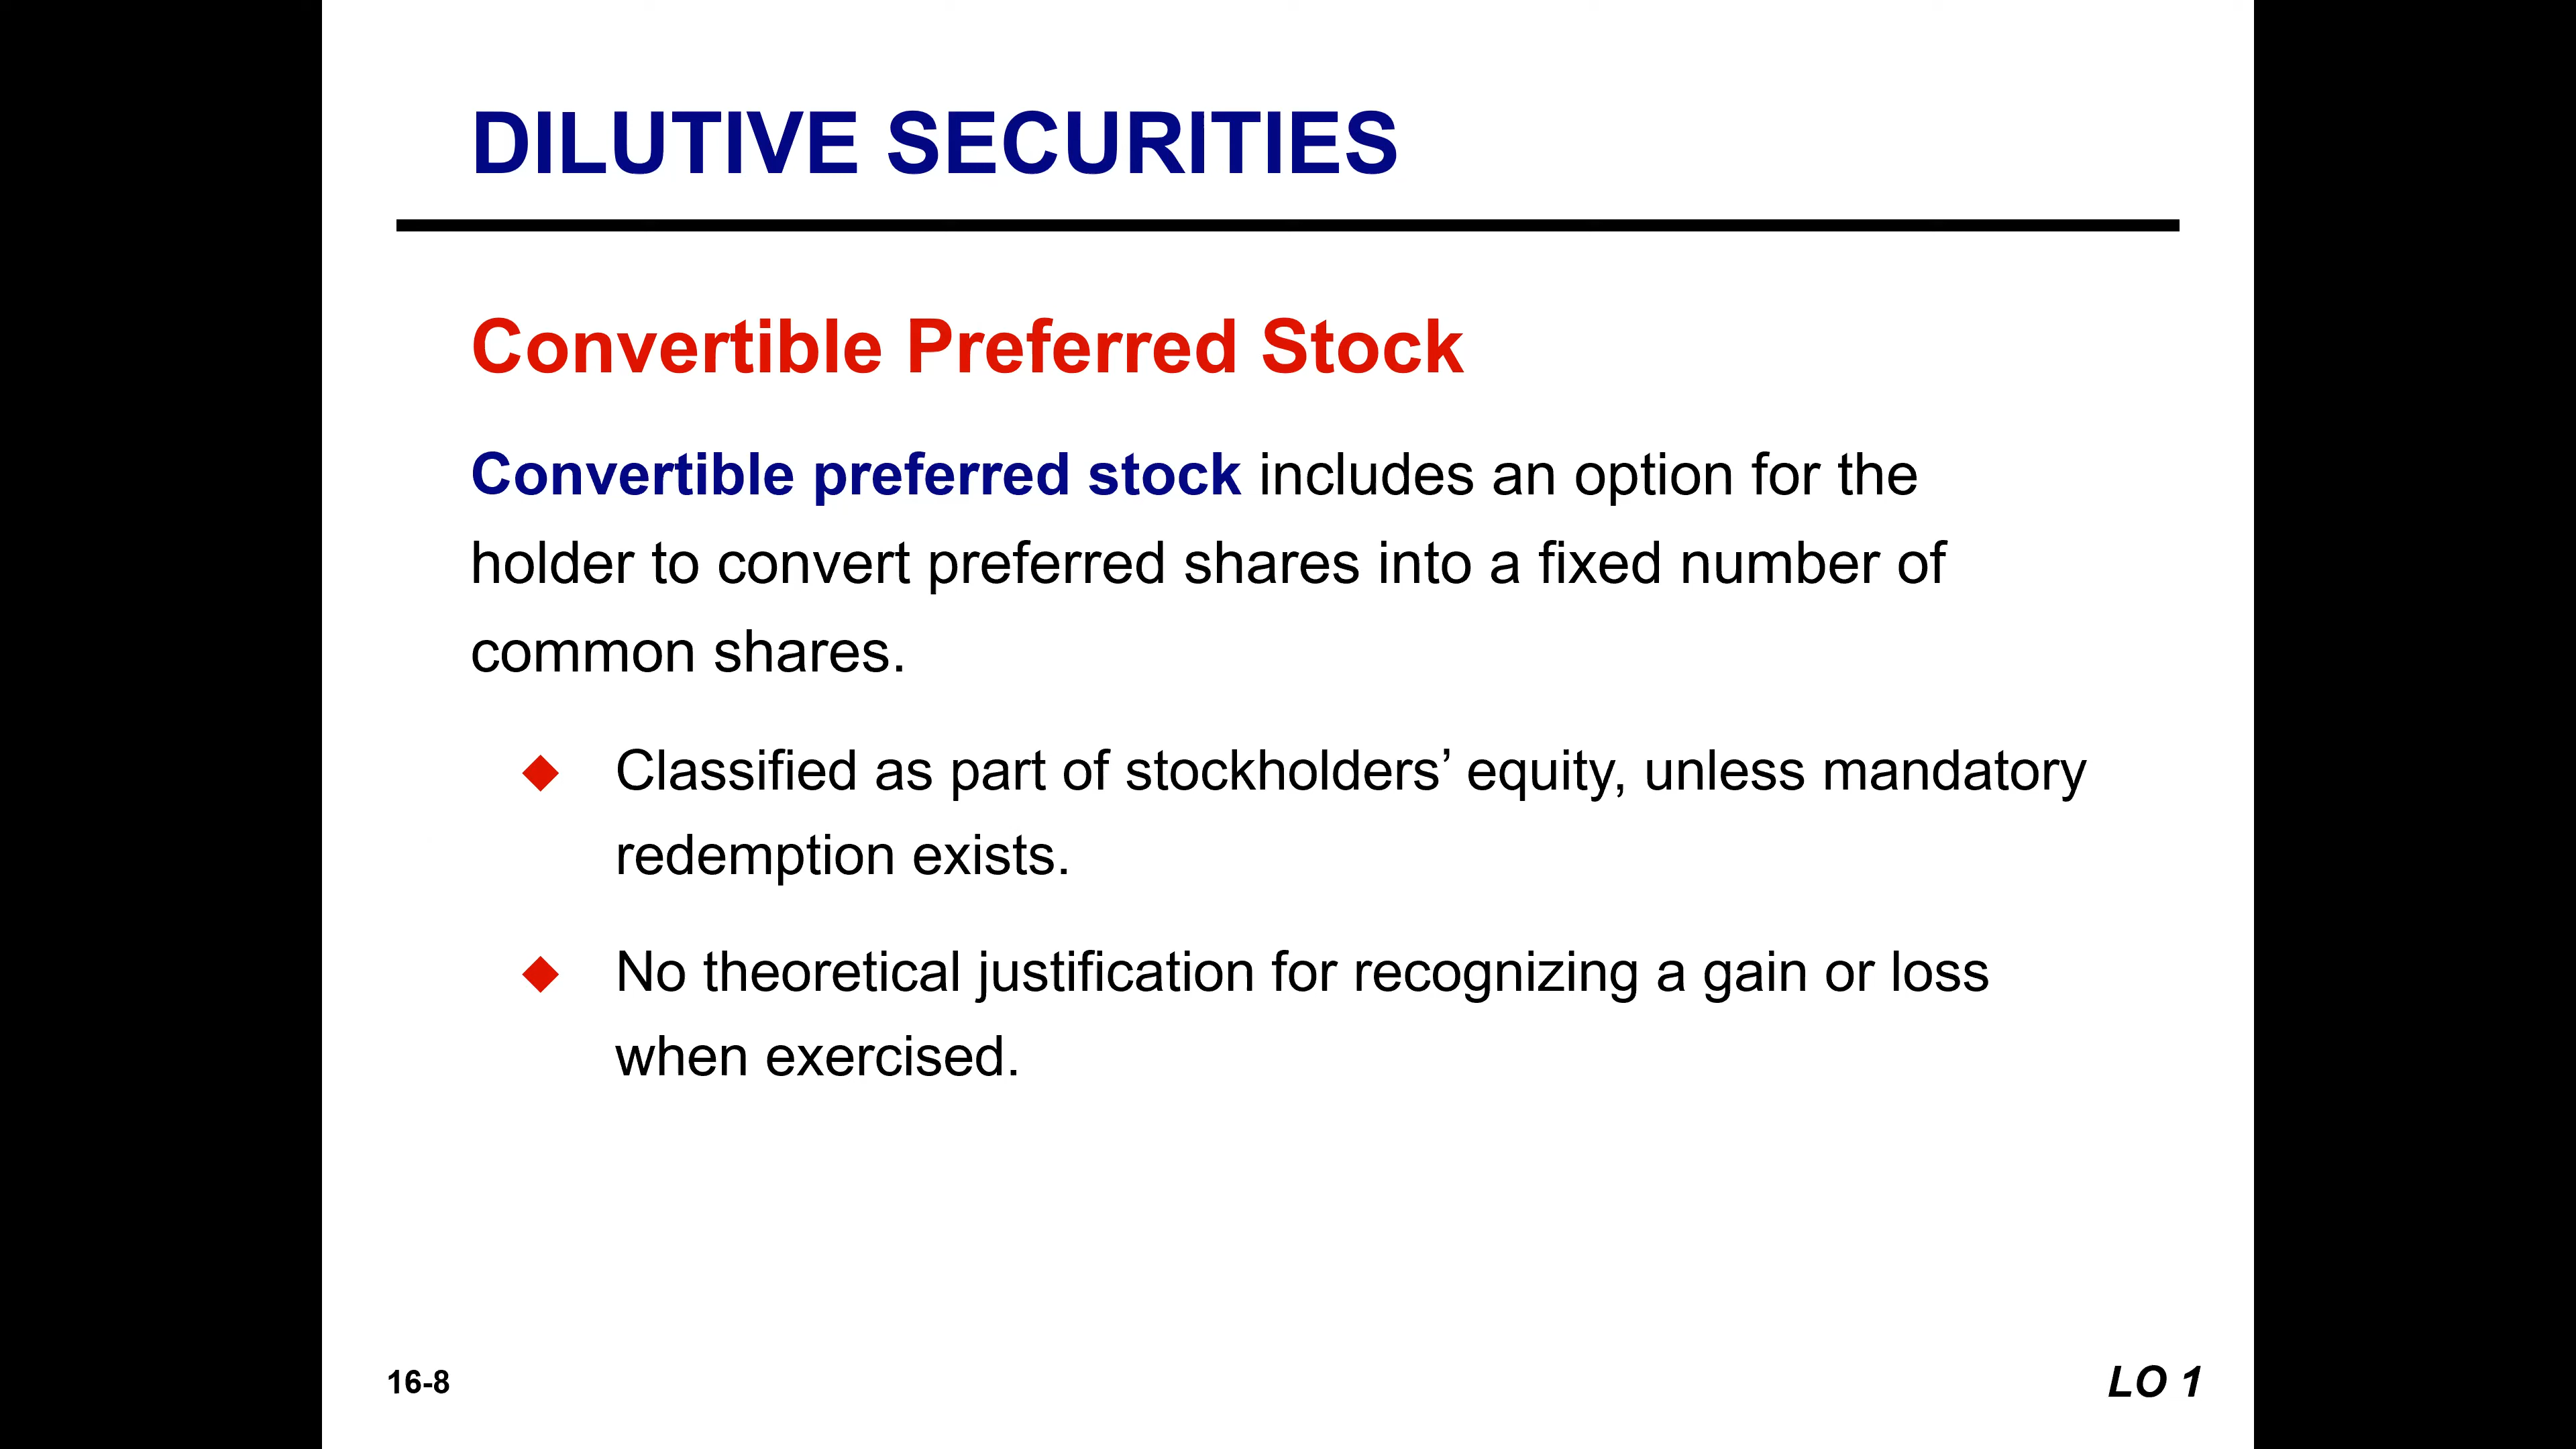 DILUTIVE SECURITIES
Convertible Preferred Stock
Convertible preferred stock includes an option for the
holder to convert preferred shares into a fixed number of
common shares.
Classified as part of stockholders’ equity, unless mandatory
redemption exists.
No theoretical justification for recognizing a gain or loss
when exercised.
16-8
LO 1